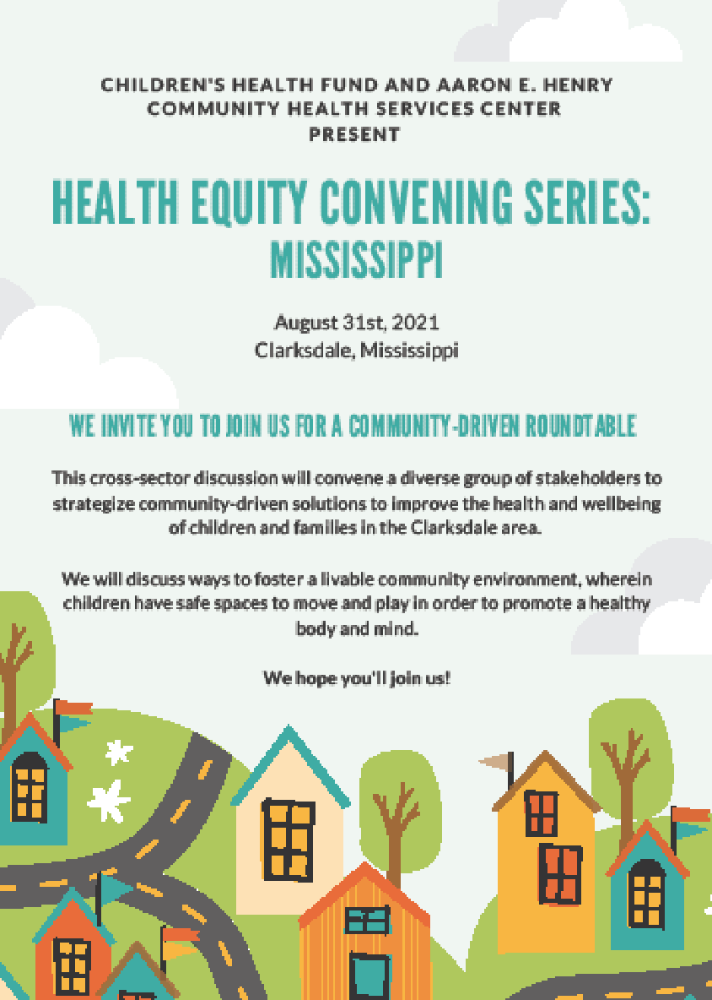 CHILDREN'S HEALTH FUND AND AARON E. HENRY
COMMUNITY HEALTH SERVICES CENTER
PRESENT
HEALTH EQUITY CONVENING SERIES:
MISSISSIPPI
August 31st, 2021
Clarksdale, Mississippi
WE INVITE YOU TO JOIN US FOR A COMMUNITY-DRIVEN ROUNDTABLE
This cross-sector discussion will convene a diverse group of stakeholders to
strategize community-driven solutions to improve the health and wellbeing
of children and families in the Clarksdale area.
We will discuss ways to foster a livable community environment, wherein
children have safe spaces to move and play in order to promote a healthy
body and mind.
We hope you'll join us!